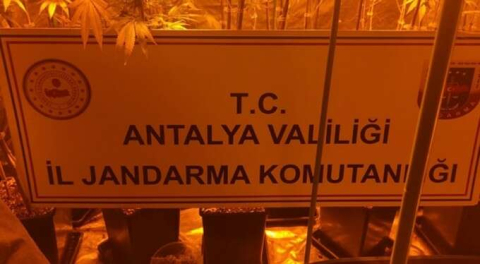 T.C.
ANTALYA VALİLİĞİ
İL JANDARMA KOMUTANLIĞI